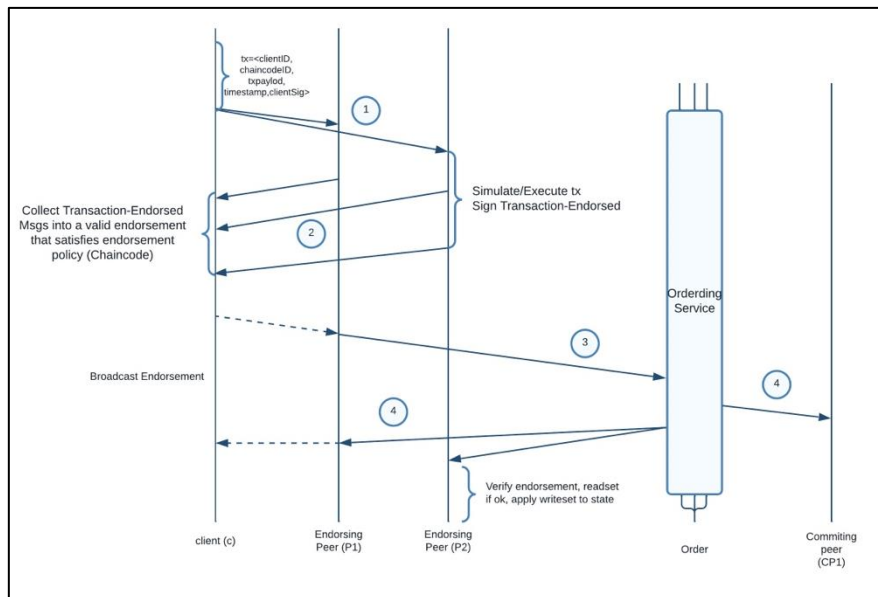 tx=<clientID,
chaincodeID,
txpaylod,
timestamp,clientSig>
1
Simulate/Execute tx
Sign Transaction-Endorsed
Collect Transaction-Endorsed
Msgs into a valid endorsement
that satisfies endorsement
policy (Chaincode)
2
Orderding
Service
3
Broadcast Endorsement
4
4
Verify endorsement, readset
if ok, apply writeset to state
client (c)
Endorsing
Peer (P1)
Endorsing
Peer (P2)
Order
Commiting
peer
(CP1)